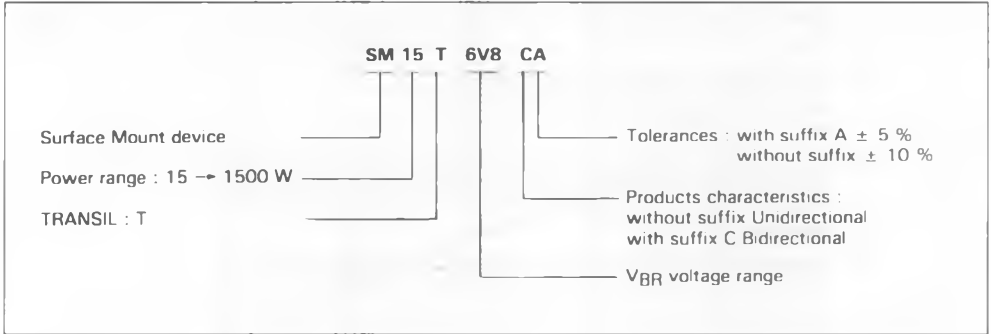 SM 15 T 6V8 CA
Surface Mount device
Power range : 15 → 1500 W
TRANSIL : T
Tolerances : with suffix A ± 5 %
without suffix ± 10 %
Products characteristics :
without suffix Unidirectional
with suffix C Bidirectional
VBR voltage range